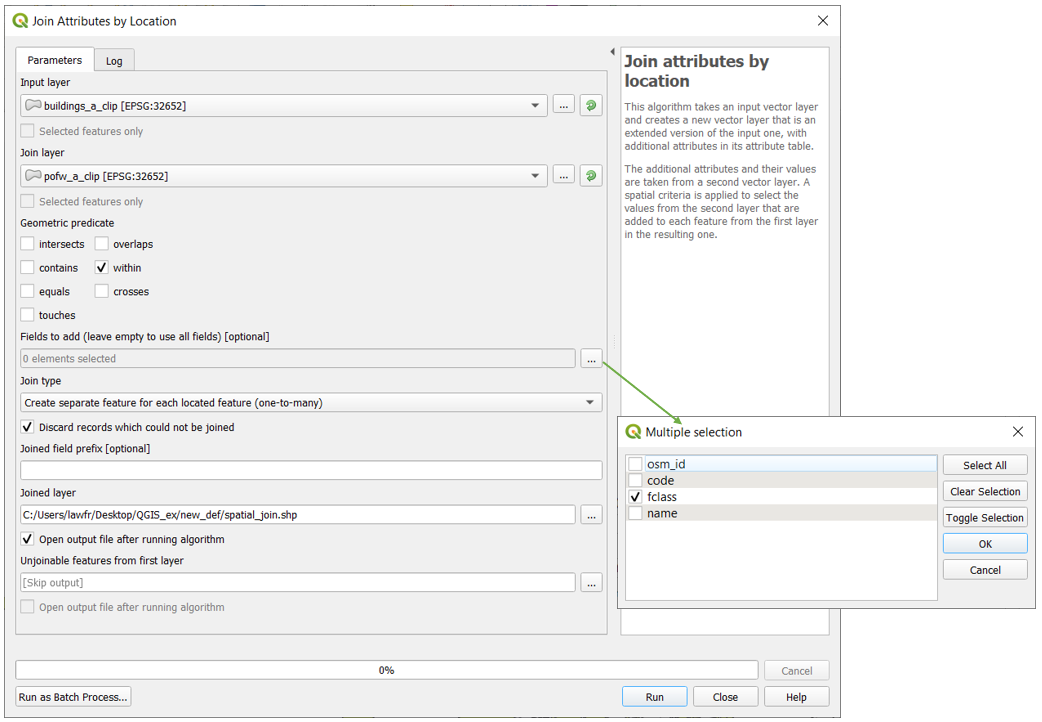 Join Attributes by Location
Parameters
Log
Input layer
buildings_a_clip [EPSG:32652]
...
Selected features only
Join layer
pofw_a_clip [EPSG:32652]
...
Selected features only
Geometric predicate
intersects
overlaps
contains
within
equals
crosses
touches
Fields to add (leave empty to use all fields) [optional]
0 elements selected
...
Join type
Create separate feature for each located feature (one-to-many)
Discard records which could not be joined
Joined field prefix [optional]
Joined layer
C:/Users/lawfr/Desktop/QGIS_ex/new_def/spatial_join.shp
...
Open output file after running algorithm
Unjoinable features from first layer
[Skip output]
...
Open output file after running algorithm
0%
Cancel
Run as Batch Process...
Run
Close
Help
Join attributes by
location
This algorithm takes an input vector layer
and creates a new vector layer that is an
extended version of the input one, with
additional attributes in its attribute table.
The additional attributes and their values
are taken from a second vector layer. A
spatial criteria is applied to select the
values from the second layer that are
added to each feature from the first layer
in the resulting one.
Multiple selection
osm_id
code
fclass
name
Select All
Clear Selection
Toggle Selection
OK
Cancel